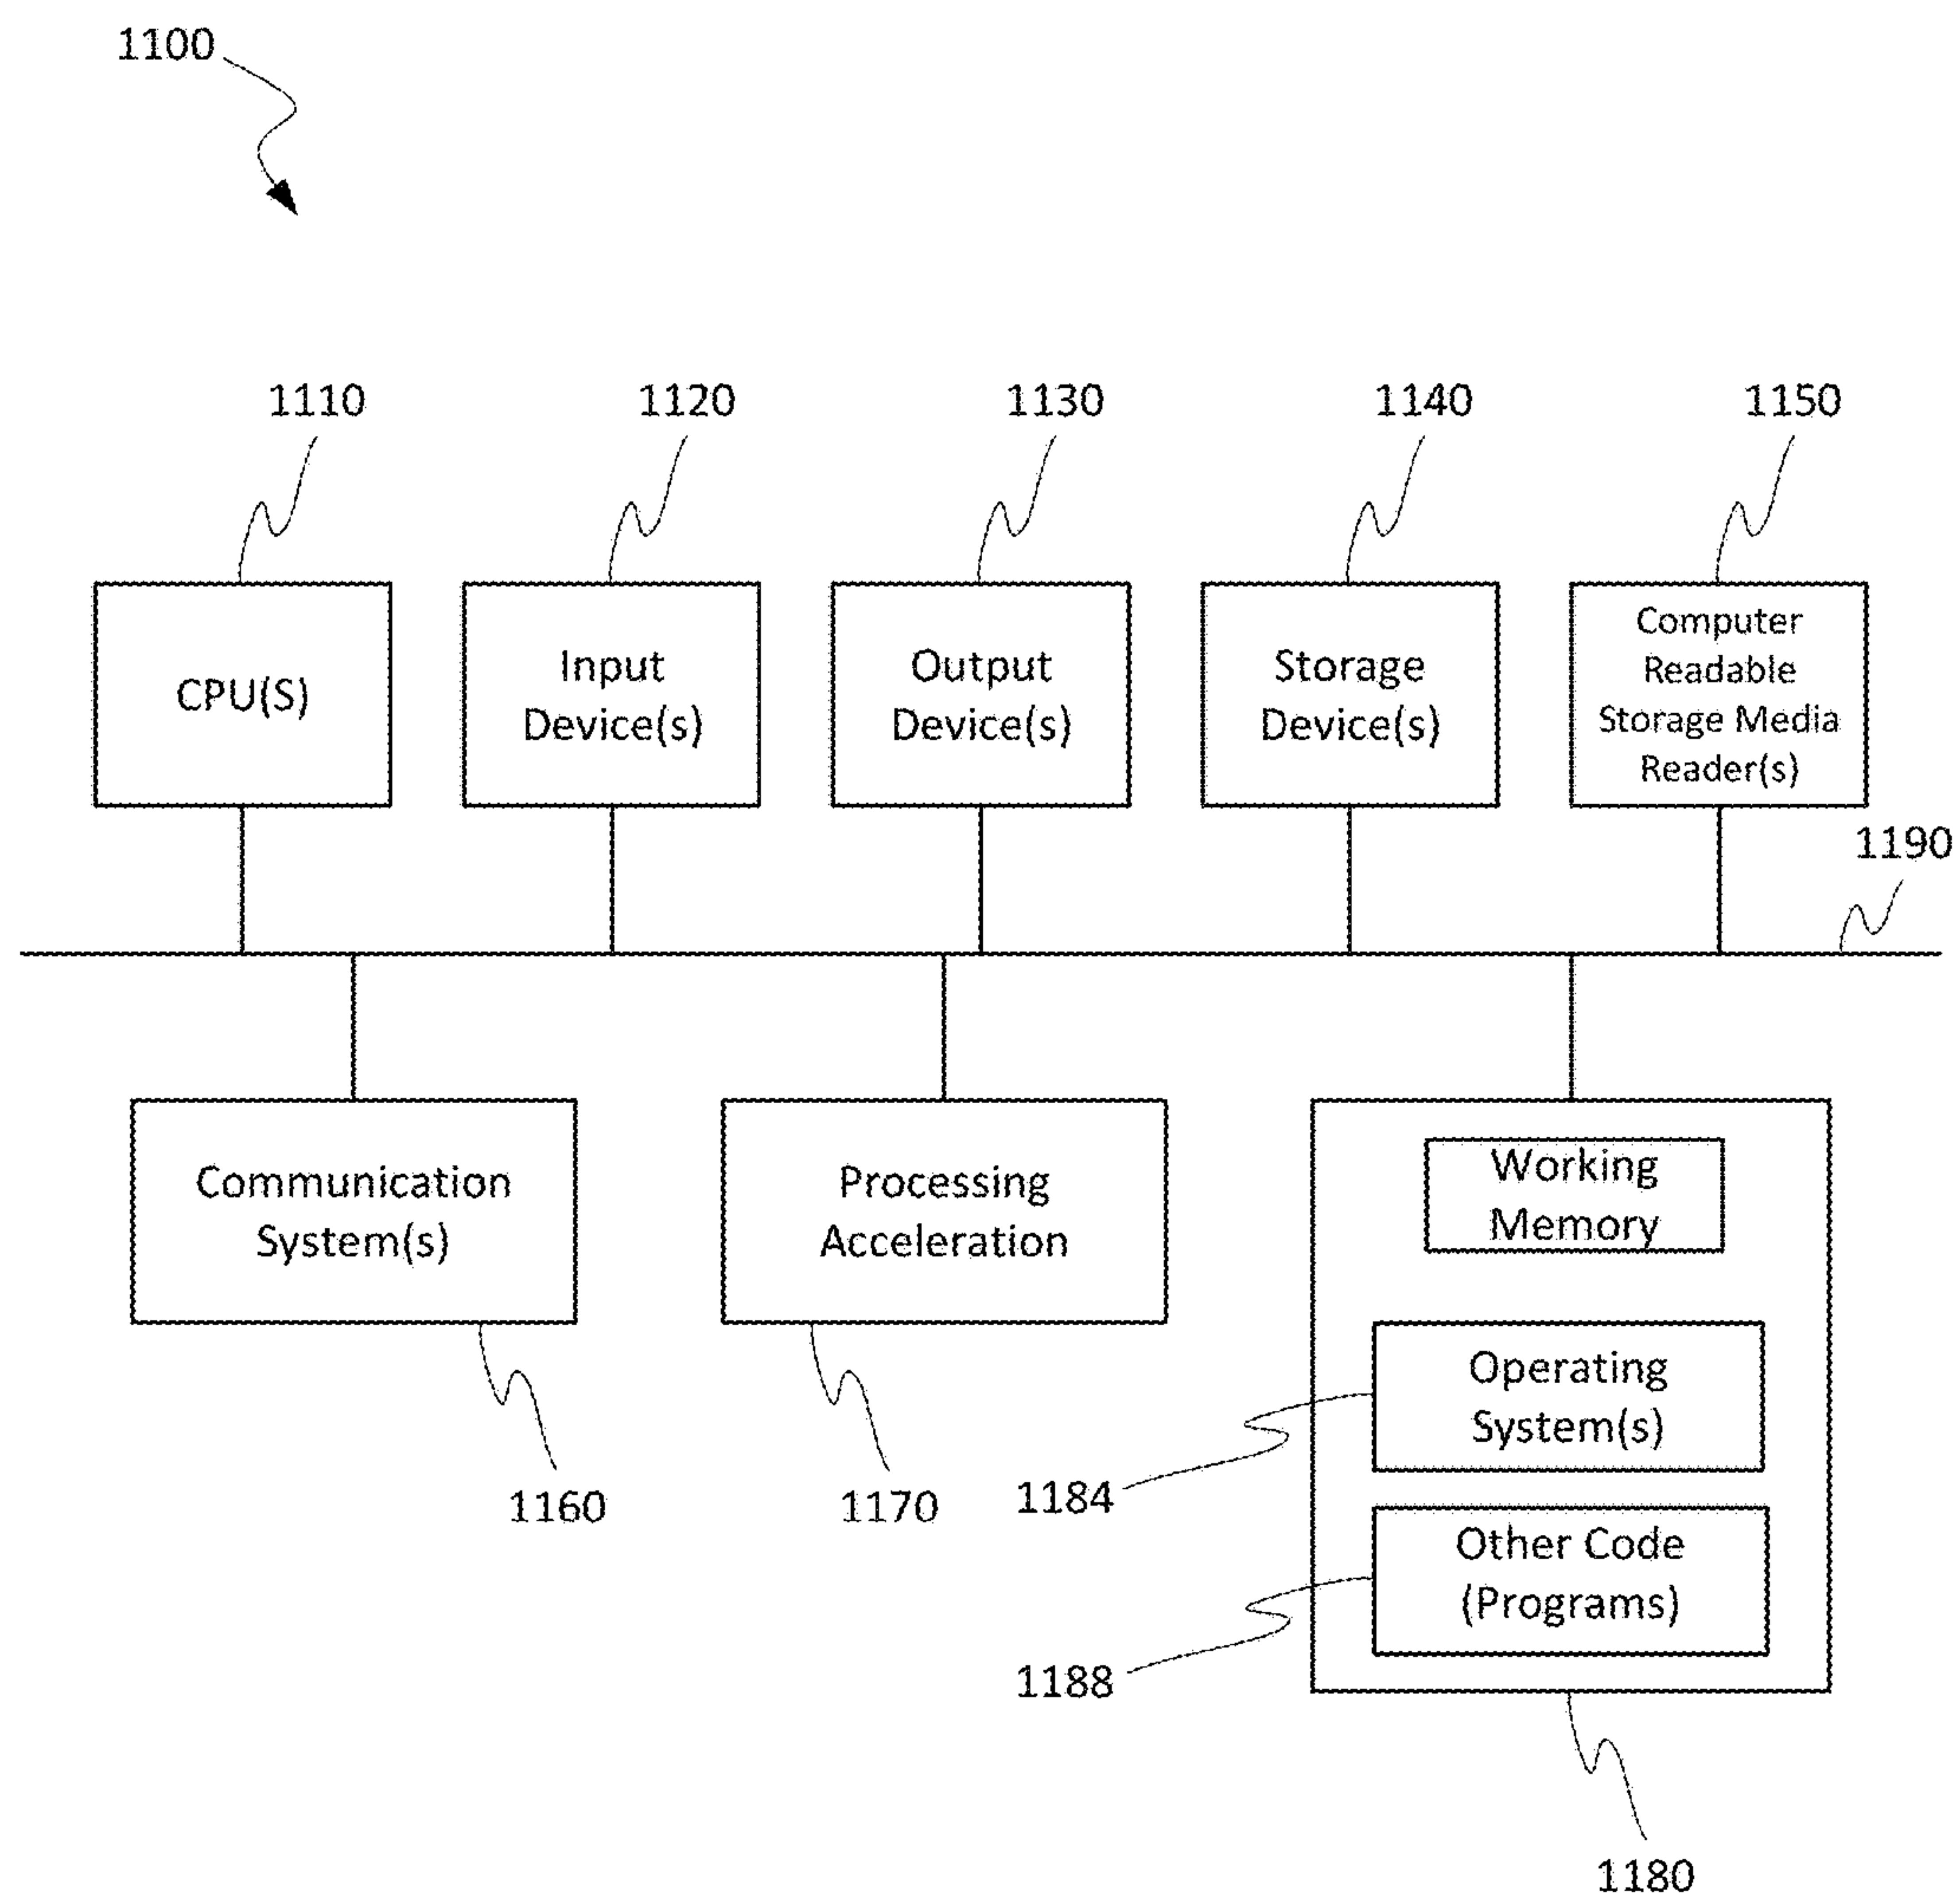 1100
1110
1120
1130
1140
1150
CPU(S)
Input
Device(s)
Output
Device(s)
Storage
Device(s)
Computer
Readable
Storage Media
Reader(s)
1190
Communication
System(s)
Processing
Acceleration
Working
Memory
Operating
System(s)
Other Code
(Programs)
1160
1170
1184
1188
1180